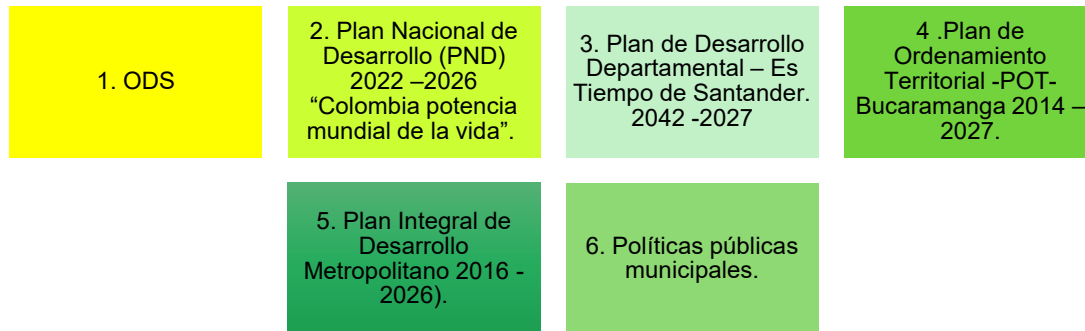 1. ODS
2. Plan Nacional de
Desarrollo (PND)
2022 –2026
“Colombia potencia
mundial de la vida”.
3. Plan de Desarrollo
Departamental – Es
Tiempo de Santander.
2042 -2027
4 .Plan de
Ordenamiento
Territorial -POT-
Bucaramanga 2014 –
2027.
5. Plan Integral de
Desarrollo
Metropolitano 2016 -
2026).
6. Políticas públicas
municipales.